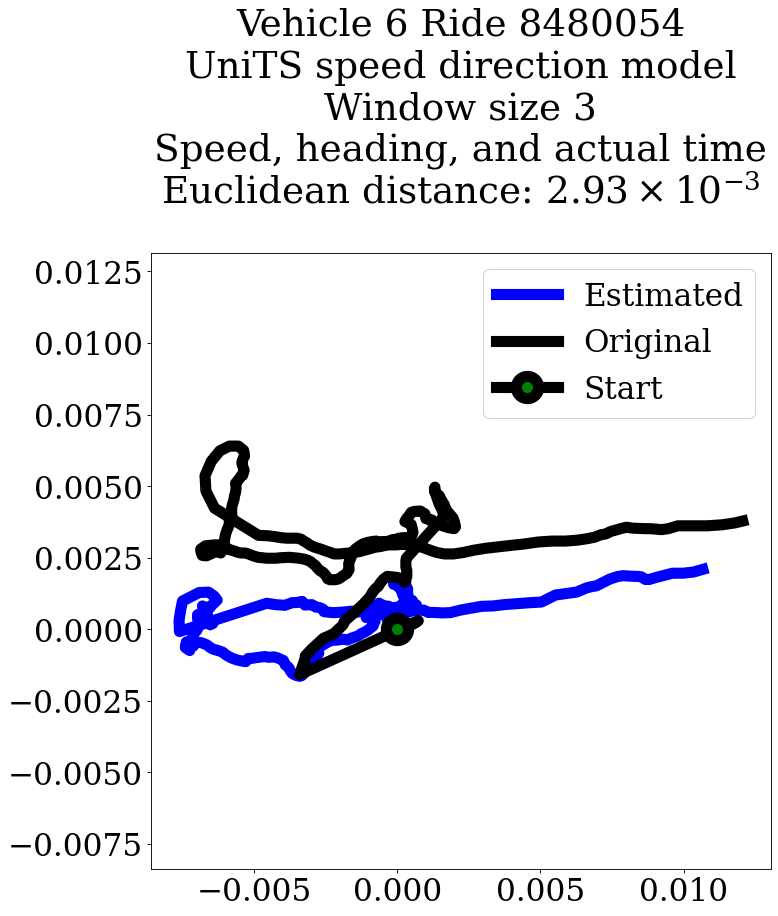 Vehicle 6 Ride 8480054
UniTS speed direction model
Window size 3
Speed, heading, and actual time
Euclidean distance: 2.93 × 10⁻³
Estimated
Original
Start
0.0125
0.0100
0.0075
0.0050
0.0025
0.0000
−0.0025
−0.0050
−0.0075
−0.005 0.000 0.005 0.010